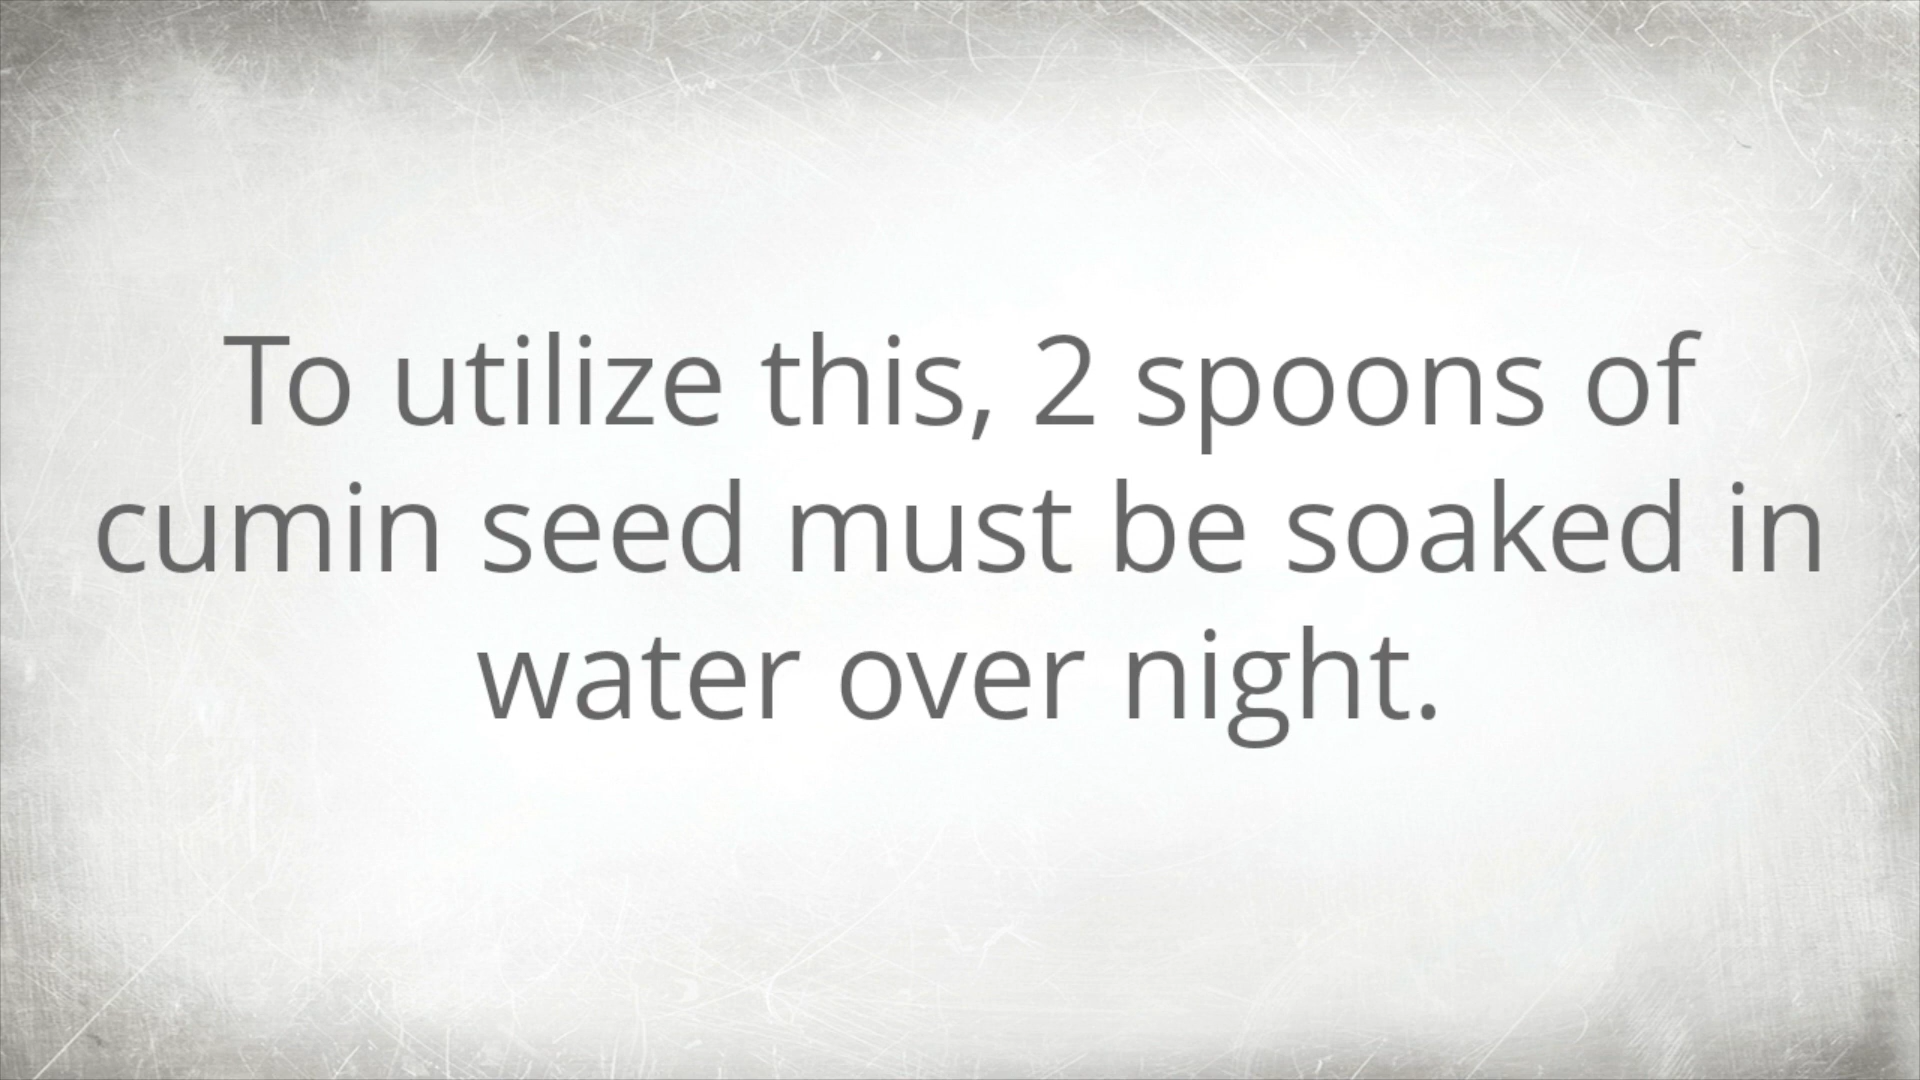 To utilize this, 2 spoons of
cumin seed must be soaked in
water over night.